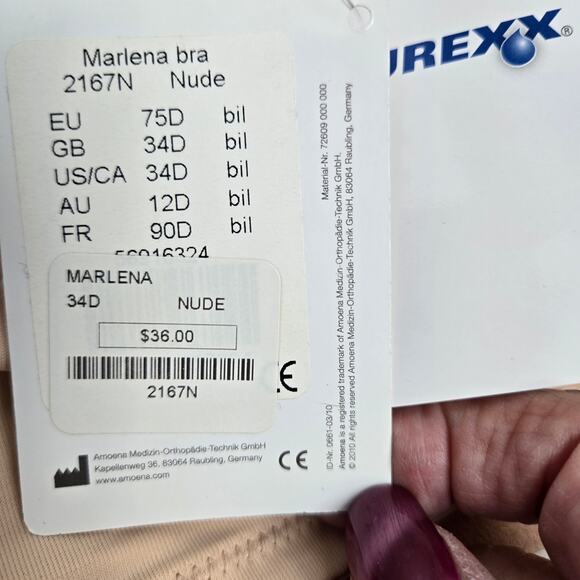 Marlena bra
2167N Nude
EU 75D bil
GB 34D bil
US/CA 34D bil
AU 12D bil
FR 90D bil
56916324
MARLENA
34D NUDE
$36.00
2167N
CE
Amoena Medizin-Orthopädie-Technik GmbH
Kapellenweg 36, 83064 Raubling, Germany
www.amoena.com
CE
Material-Nr. 72609 000 000
ID-Nr. 0661-03/10
Amoena is a registered trademark of Amoena Medizin-Orthopädie-Technik GmbH.
© 2010 All rights reserved Amoena Medizin-Orthopädie-Technik GmbH, 83064 Raubling, Germany
UREXX®